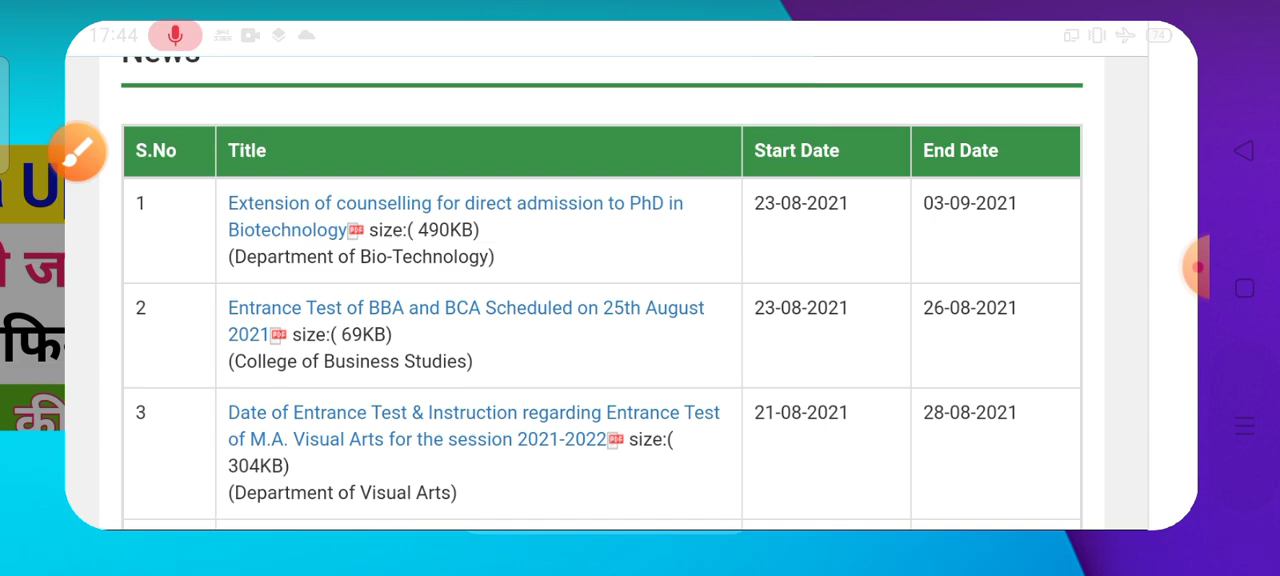 17:44
74
News
S.No Title Start Date End Date
1 Extension of counselling for direct admission to PhD in 23-08-2021 03-09-2021
Biotechnology size:( 490KB)
(Department of Bio-Technology)
2 Entrance Test of BBA and BCA Scheduled on 25th August 23-08-2021 26-08-2021
2021 size:( 69KB)
(College of Business Studies)
3 Date of Entrance Test & Instruction regarding Entrance Test 21-08-2021 28-08-2021
of M.A. Visual Arts for the session 2021-2022 size:(
304KB)
(Department of Visual Arts)
की